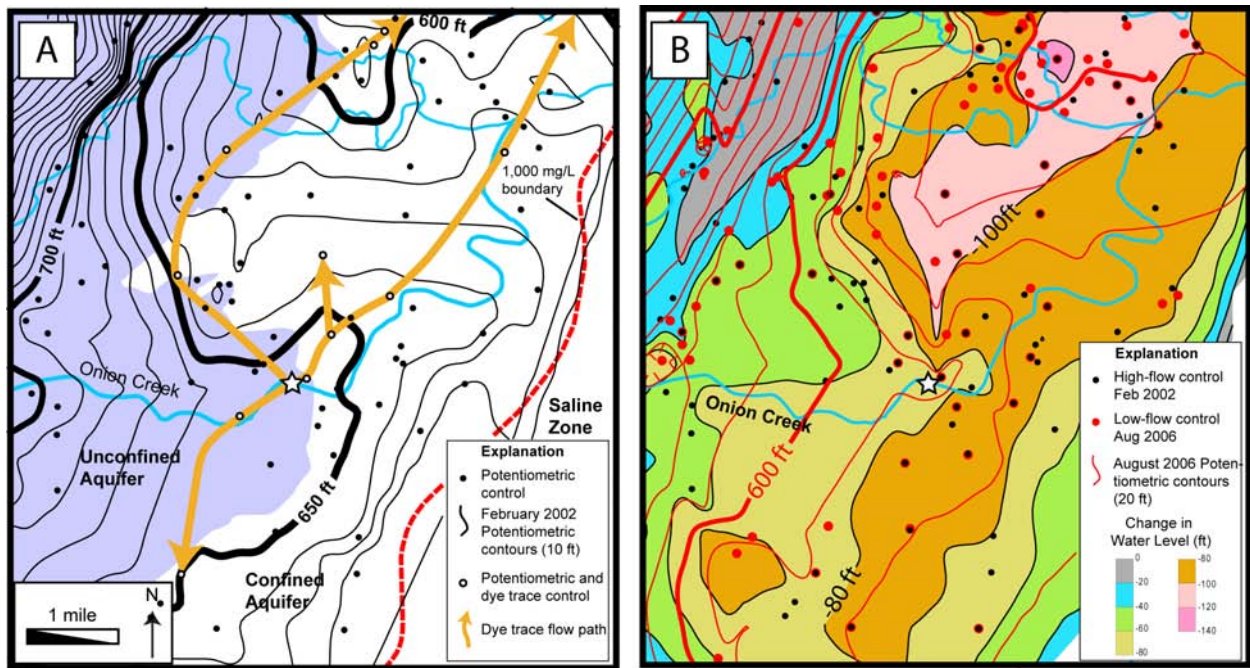 A
600 ft
1,000 mg/L
boundary
700 ft
Onion Creek
Unconfined
Aquifer
650 ft
Confined
Aquifer
Saline
Zone
1 mile
N
Explanation
Potentiometric
control
February 2002
Potentiometric
contours (10 ft)
Potentiometric and
dye trace control
Dye trace flow path
B
-100ft
Onion Creek
600 ft
-80 ft
Explanation
High-flow control
Feb 2002
Low-flow control
Aug 2006
August 2006 Poten-
tiometric contours
(20 ft)
Change in
Water Level (ft)
0
-20
-40
-60
-80
-80
-100
-120
-140